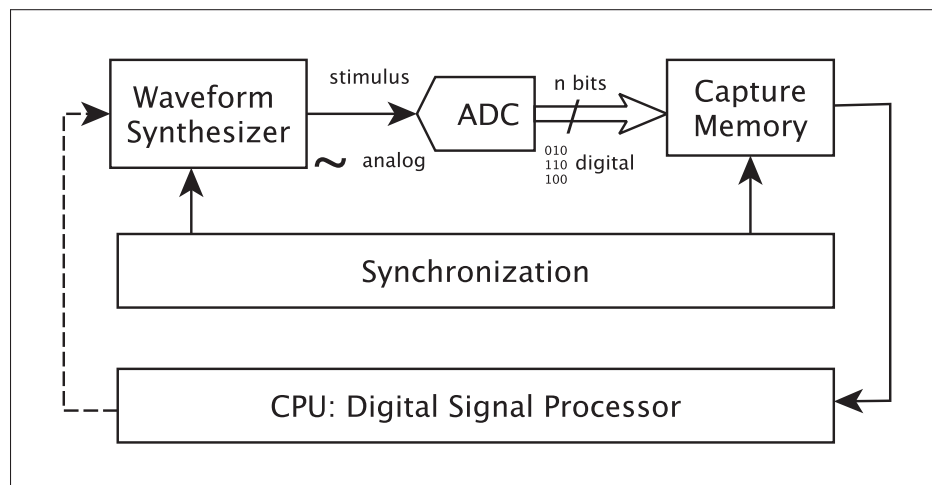 Waveform
Synthesizer
stimulus
~ analog
ADC
n bits
010
110
100
digital
Capture
Memory
Synchronization
CPU: Digital Signal Processor